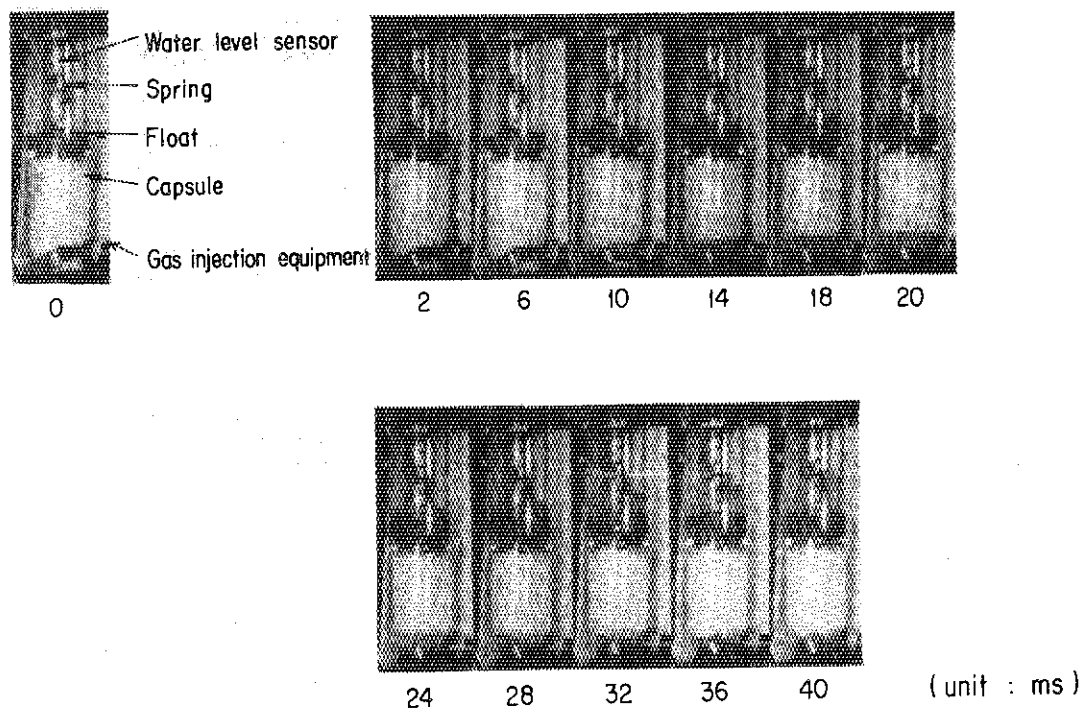 Water level sensor
Spring
Float
Capsule
Gas injection equipment
0
2 6 10 14 18 20
24 28 32 36 40 (unit : ms)